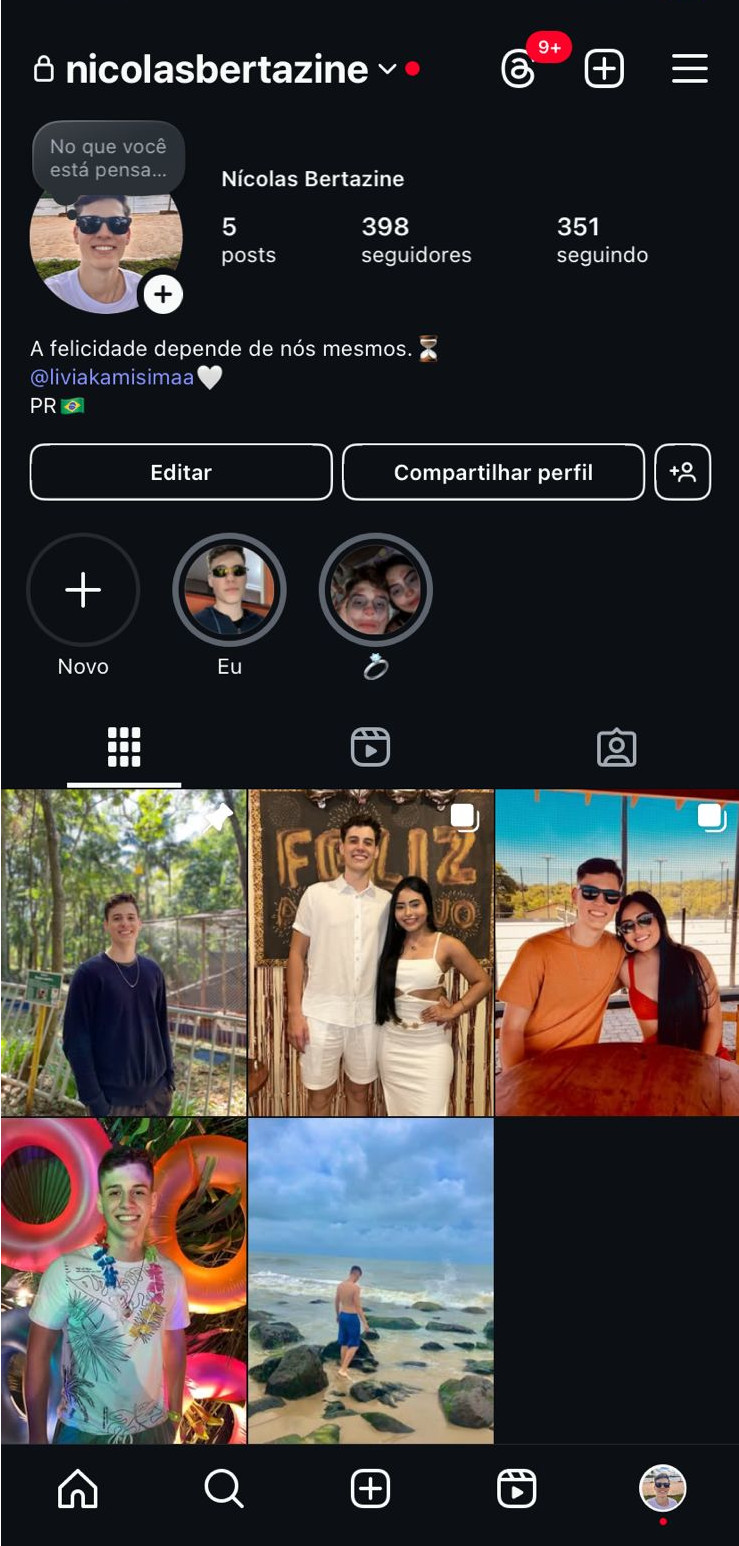 nicolasbertazine
9+
No que você
está pensa...
Nícolas Bertazine
5
posts
398
seguidores
351
seguindo
A felicidade depende de nós mesmos.⏳
@liviakamisimaa🤍
PR🇧🇷
Editar
Compartilhar perfil
Novo
Eu
💍
FELIZ